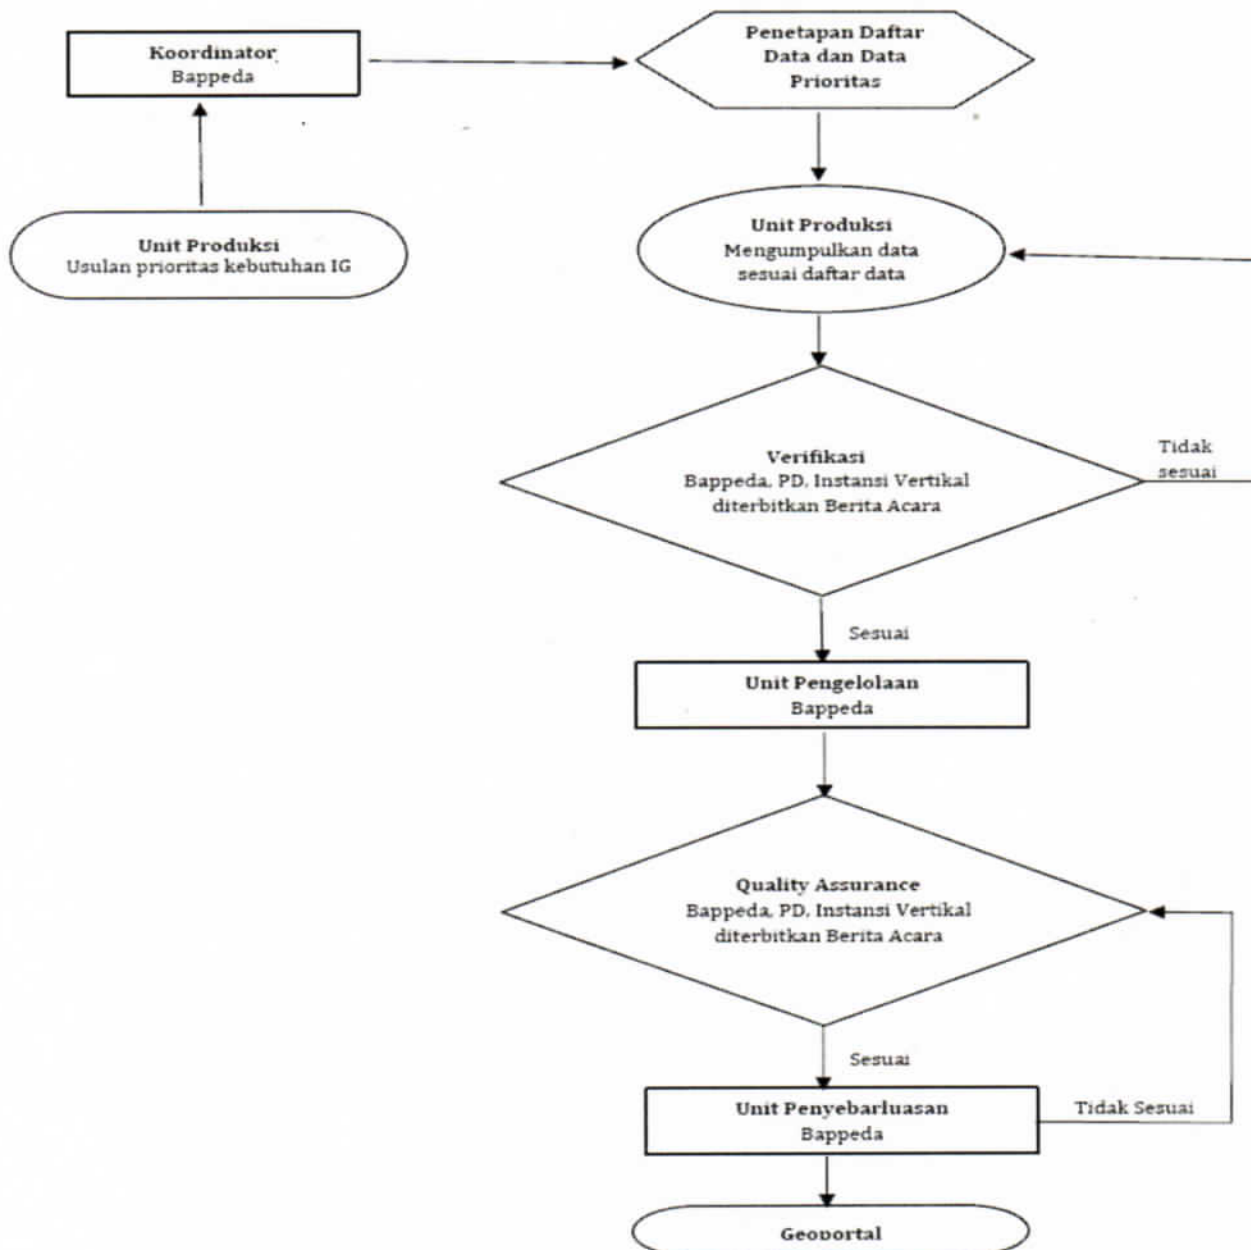 Koordinator
Bappeda
Penetapan Daftar
Data dan Data
Prioritas
Unit Produksi
Usulan prioritas kebutuhan IG
Unit Produksi
Mengumpulkan data
sesuai daftar data
Verifikasi
Bappeda, PD, Instansi Vertikal
diterbitkan Berita Acara
Tidak
sesuai
Sesuai
Unit Pengelolaan
Bappeda
Quality Assurance
Bappeda, PD, Instansi Vertikal
diterbitkan Berita Acara
Sesuai
Unit Penyebarluasan
Bappeda
Tidak Sesuai
Geoportal